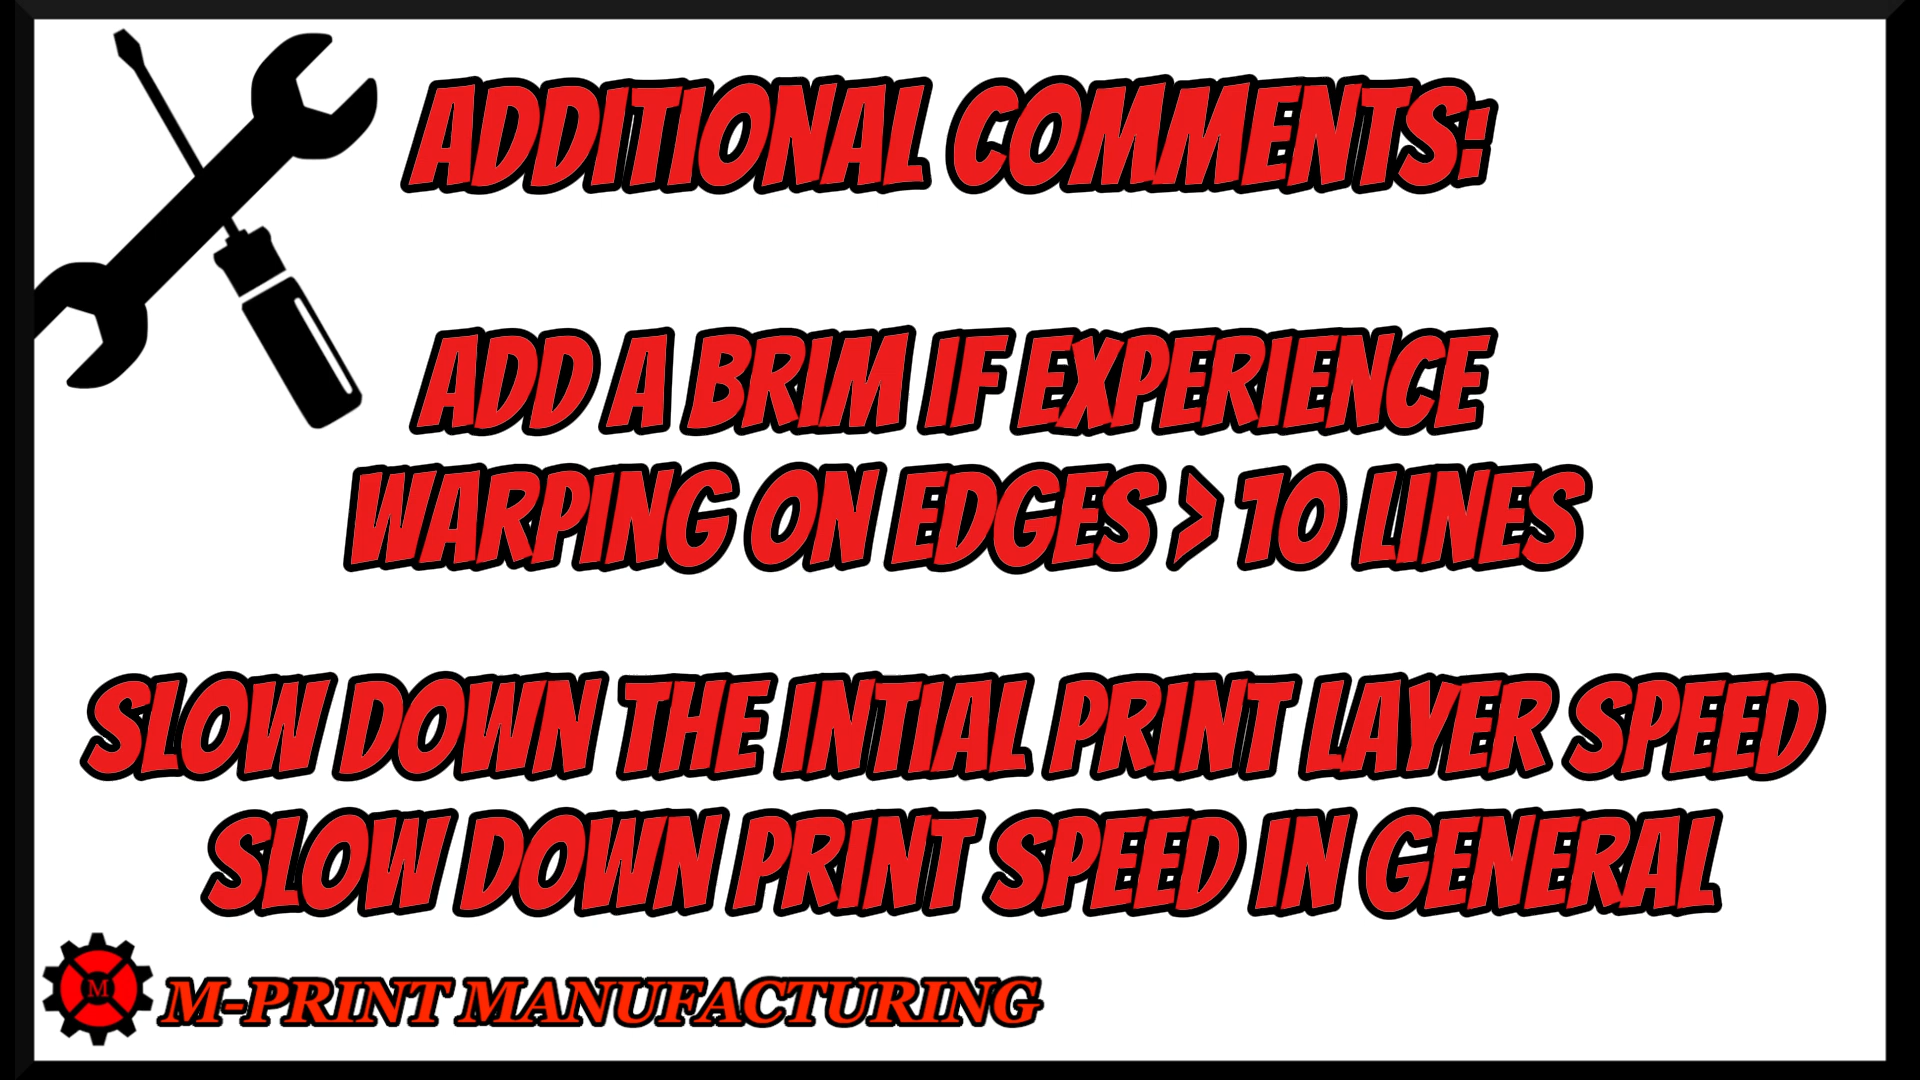 ADDITIONAL COMMENTS:
ADD A BRIM IF EXPERIENCE
WARPING ON EDGES > 10 LINES
SLOW DOWN THE INTIAL PRINT LAYER SPEED
SLOW DOWN PRINT SPEED IN GENERAL
M
M-PRINT MANUFACTURING